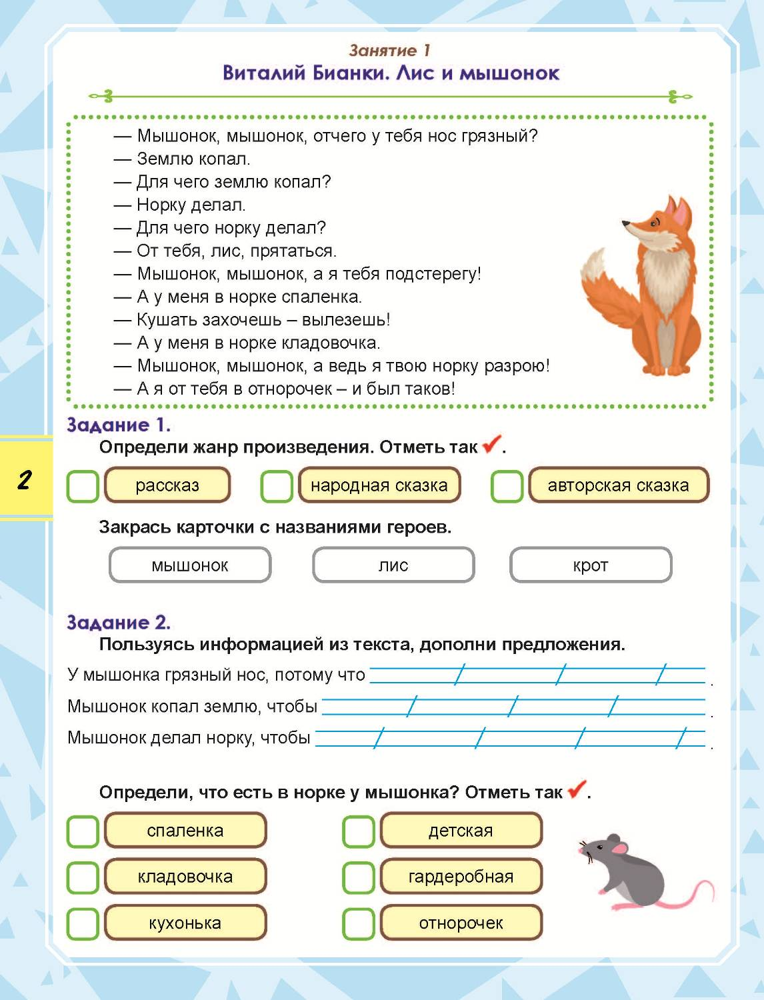 Занятие 1
Виталий Бианки. Лис и мышонок
— Мышонок, мышонок, отчего у тебя нос грязный?
— Землю копал.
— Для чего землю копал?
— Норку делал.
— Для чего норку делал?
— От тебя, лис, прятаться.
— Мышонок, мышонок, а я тебя подстерегу!
— А у меня в норке спаленка.
— Кушать захочешь – вылезешь!
— А у меня в норке кладовочка.
— Мышонок, мышонок, а ведь я твою норку разрою!
— А я от тебя в отнорочек – и был таков!
Задание 1.
Определи жанр произведения. Отметь так ✔.
рассказ народная сказка авторская сказка
2
Закрась карточки с названиями героев.
мышонок лис крот
Задание 2.
Пользуясь информацией из текста, дополни предложения.
У мышонка грязный нос, потому что .
Мышонок копал землю, чтобы .
Мышонок делал норку, чтобы .
Определи, что есть в норке у мышонка? Отметь так ✔.
спаленка детская
кладовочка гардеробная
кухонька отнорочек